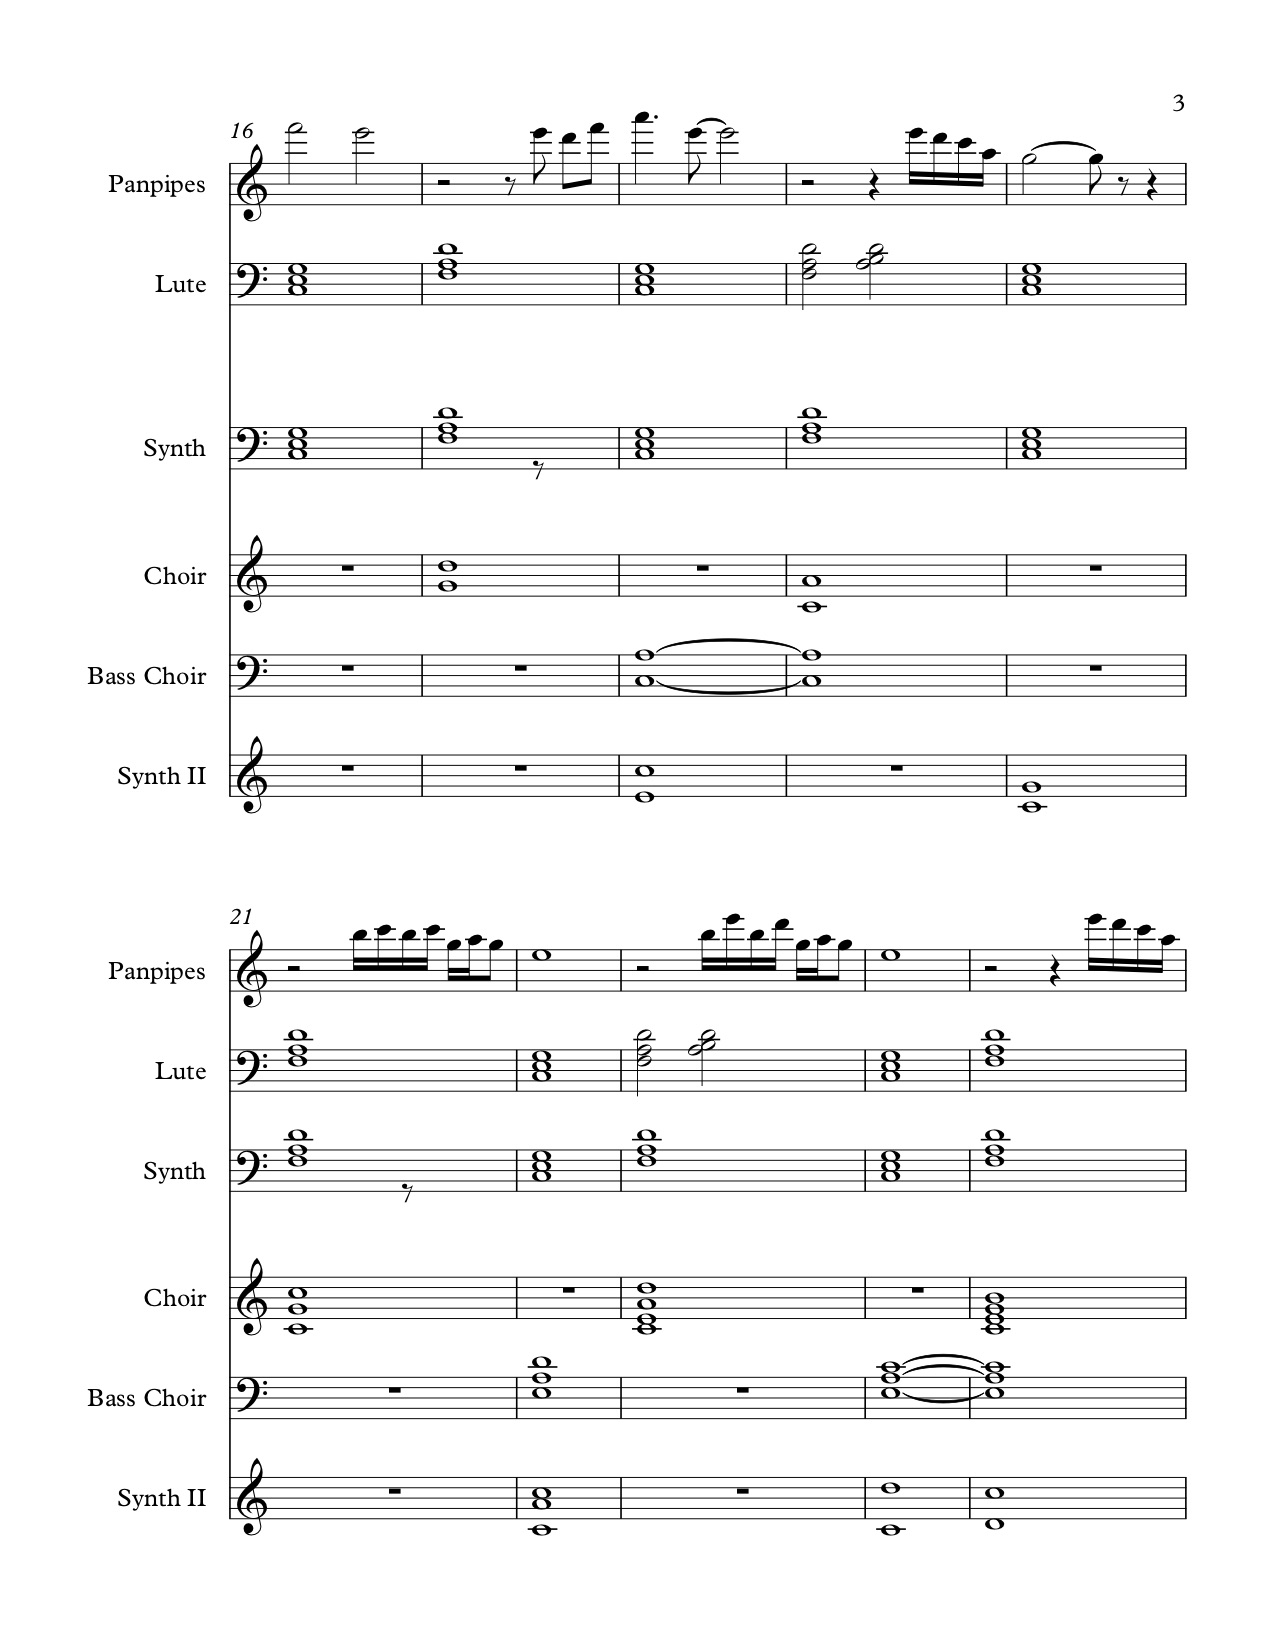 3
16
Panpipes
Lute
Synth
Choir
Bass Choir
Synth II
21
Panpipes
Lute
Synth
Choir
Bass Choir
Synth II